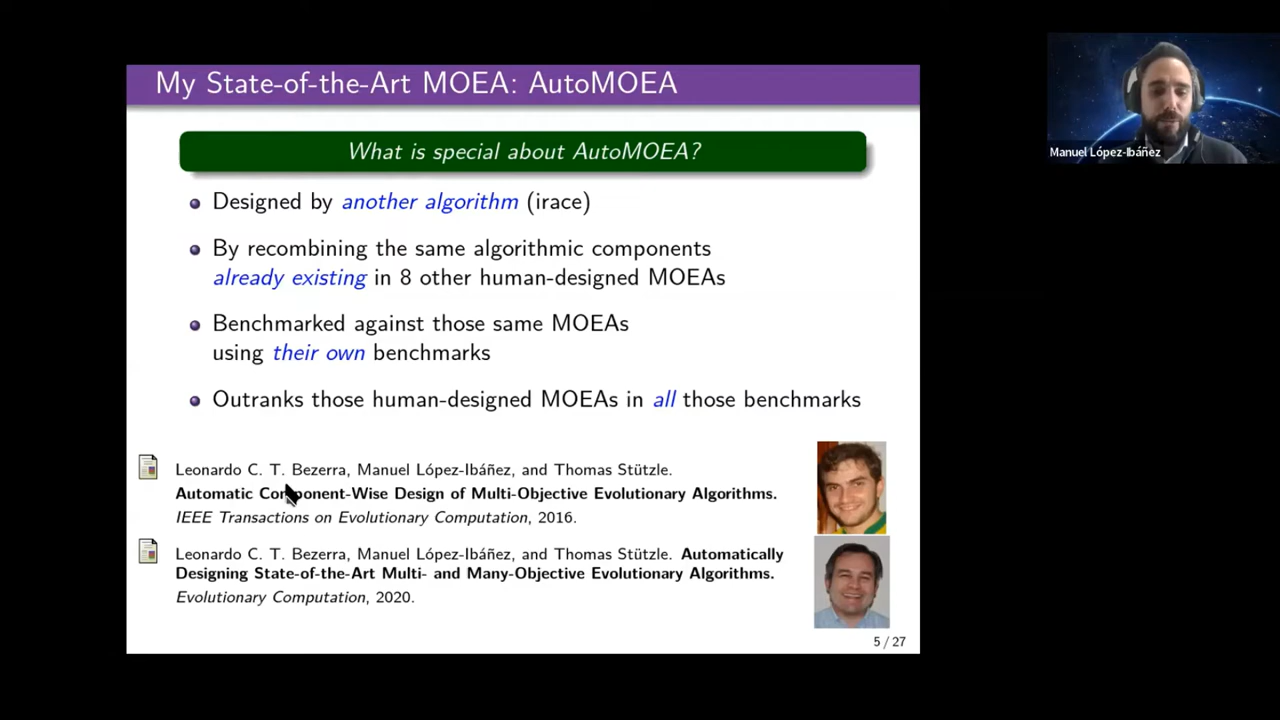 My State-of-the-Art MOEA: AutoMOEA
What is special about AutoMOEA?
Designed by another algorithm (irace)
By recombining the same algorithmic components
already existing in 8 other human-designed MOEAs
Benchmarked against those same MOEAs
using their own benchmarks
Outranks those human-designed MOEAs in all those benchmarks
Leonardo C. T. Bezerra, Manuel López-Ibáñez, and Thomas Stützle.
Automatic Component-Wise Design of Multi-Objective Evolutionary Algorithms.
IEEE Transactions on Evolutionary Computation, 2016.
Leonardo C. T. Bezerra, Manuel López-Ibáñez, and Thomas Stützle. Automatically
Designing State-of-the-Art Multi- and Many-Objective Evolutionary Algorithms.
Evolutionary Computation, 2020.
5 / 27
Manuel López-Ibáñez